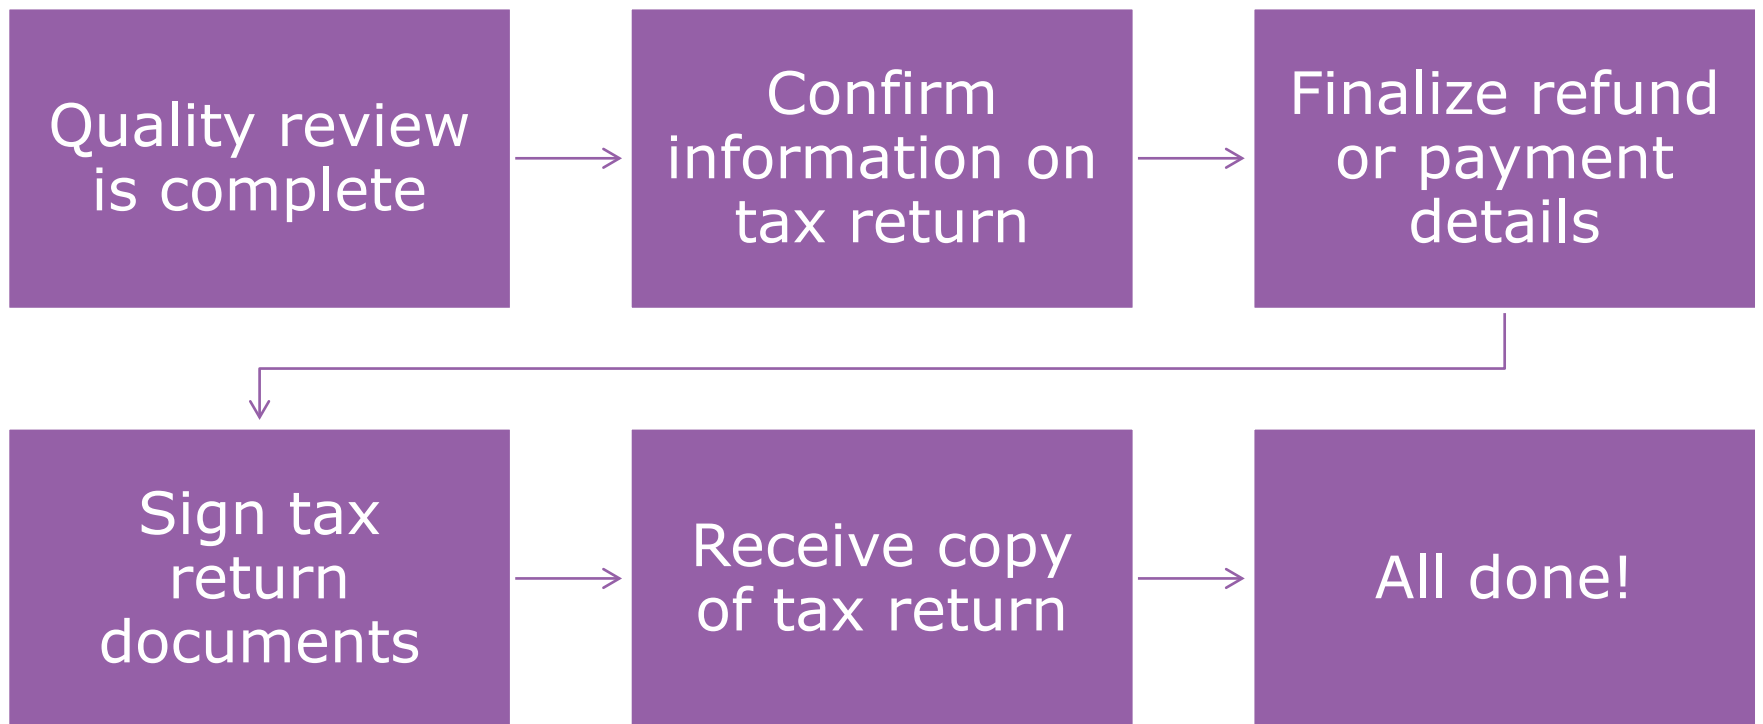 Quality review
is complete
Confirm
information on
tax return
Finalize refund
or payment
details
Sign tax
return
documents
Receive copy
of tax return
All done!